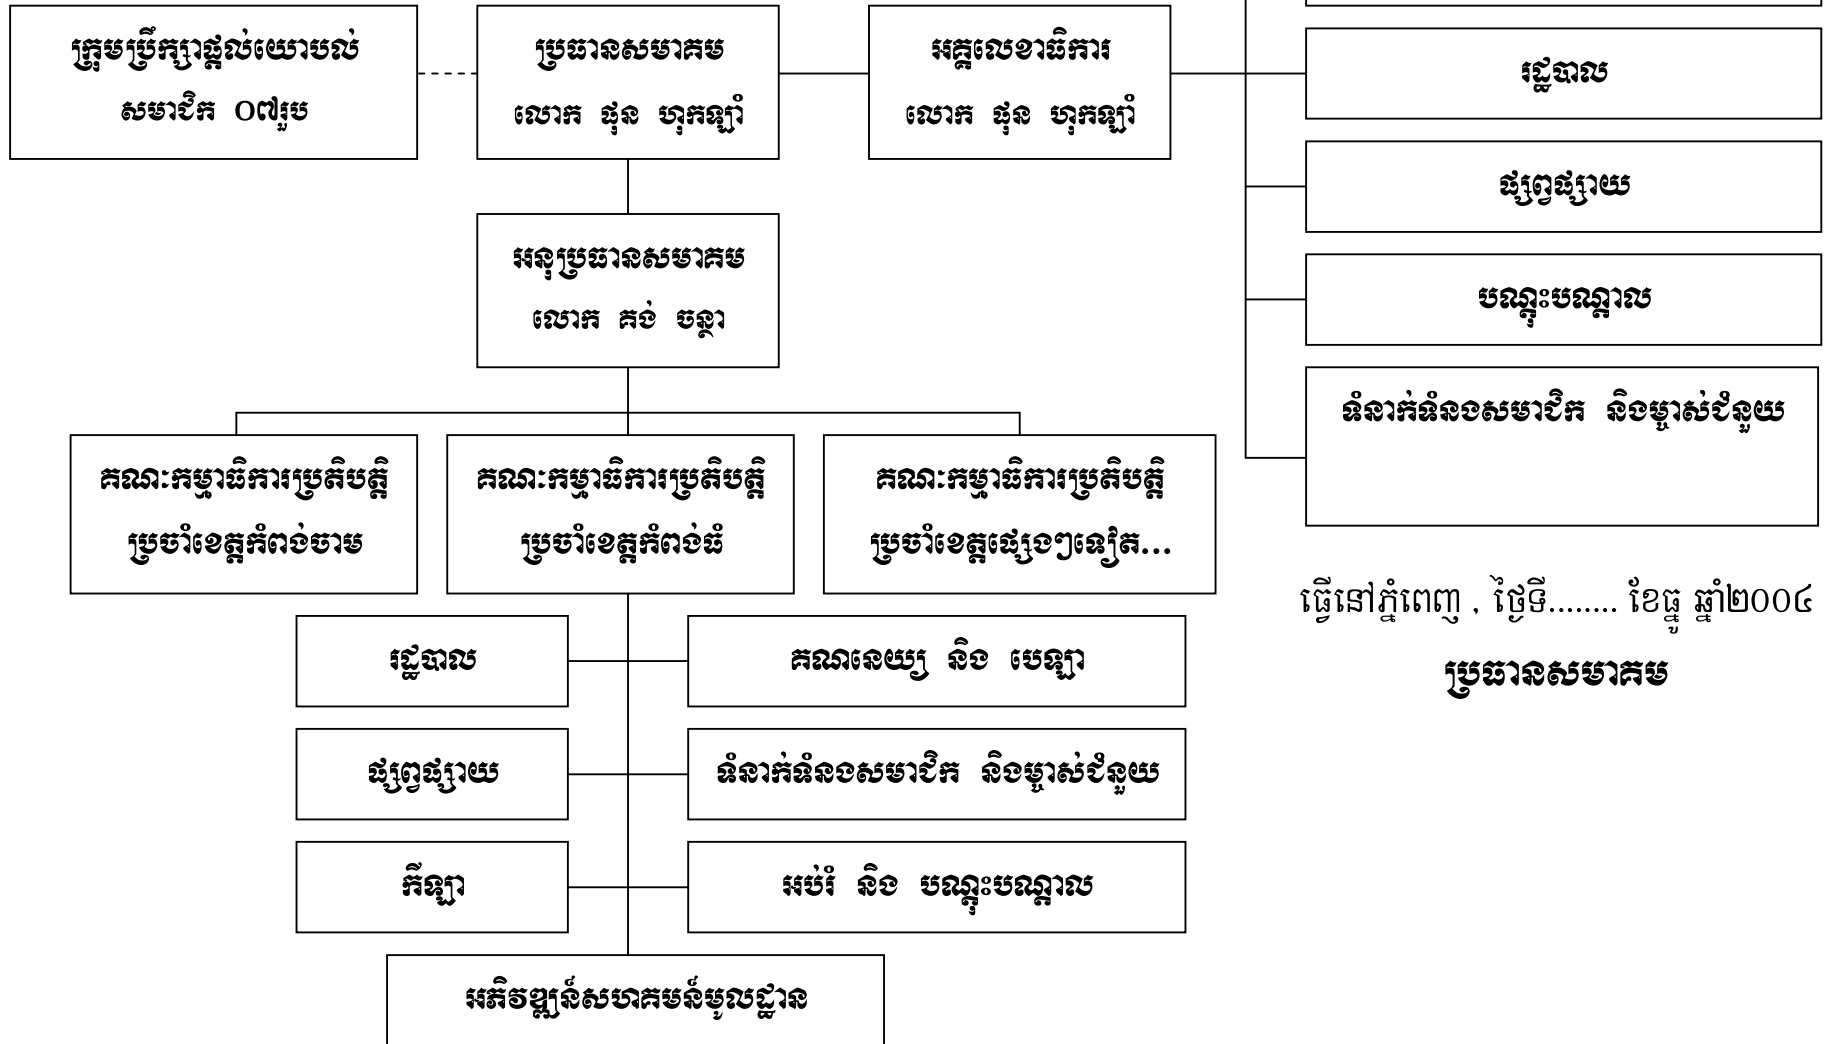 ក្រុមប្រឹក្សាផ្តល់យោបល់
សមាជិក ០៧រូប
ប្រធានសមាគម
លោក ផុន ហុកឡាំ
អគ្គលេខាធិការ
លោក ផុន ហុកឡាំ
រដ្ឋបាល
ផ្សព្វផ្សាយ
បណ្តុះបណ្តាល
ទំនាក់ទំនងសមាជិក និងម្ចាស់ជំនួយ
អនុប្រធានសមាគម
លោក គង់ ចន្ថា
គណៈកម្មាធិការប្រតិបត្តិ
ប្រចាំខេត្តកំពង់ចាម
គណៈកម្មាធិការប្រតិបត្តិ
ប្រចាំខេត្តកំពង់ធំ
គណៈកម្មាធិការប្រតិបត្តិ
ប្រចាំខេត្តផ្សេងៗទៀត...
រដ្ឋបាល
គណនេយ្យ និង បេឡា
ផ្សព្វផ្សាយ
ទំនាក់ទំនងសមាជិក និងម្ចាស់ជំនួយ
កីឡា
អប់រំ និង បណ្តុះបណ្តាល
អភិវឌ្ឍន៍សហគមន៍មូលដ្ឋាន
ធ្វើនៅភ្នំពេញ , ថ្ងៃទី........ ខែធ្នូ ឆ្នាំ២០០៤
ប្រធានសមាគម